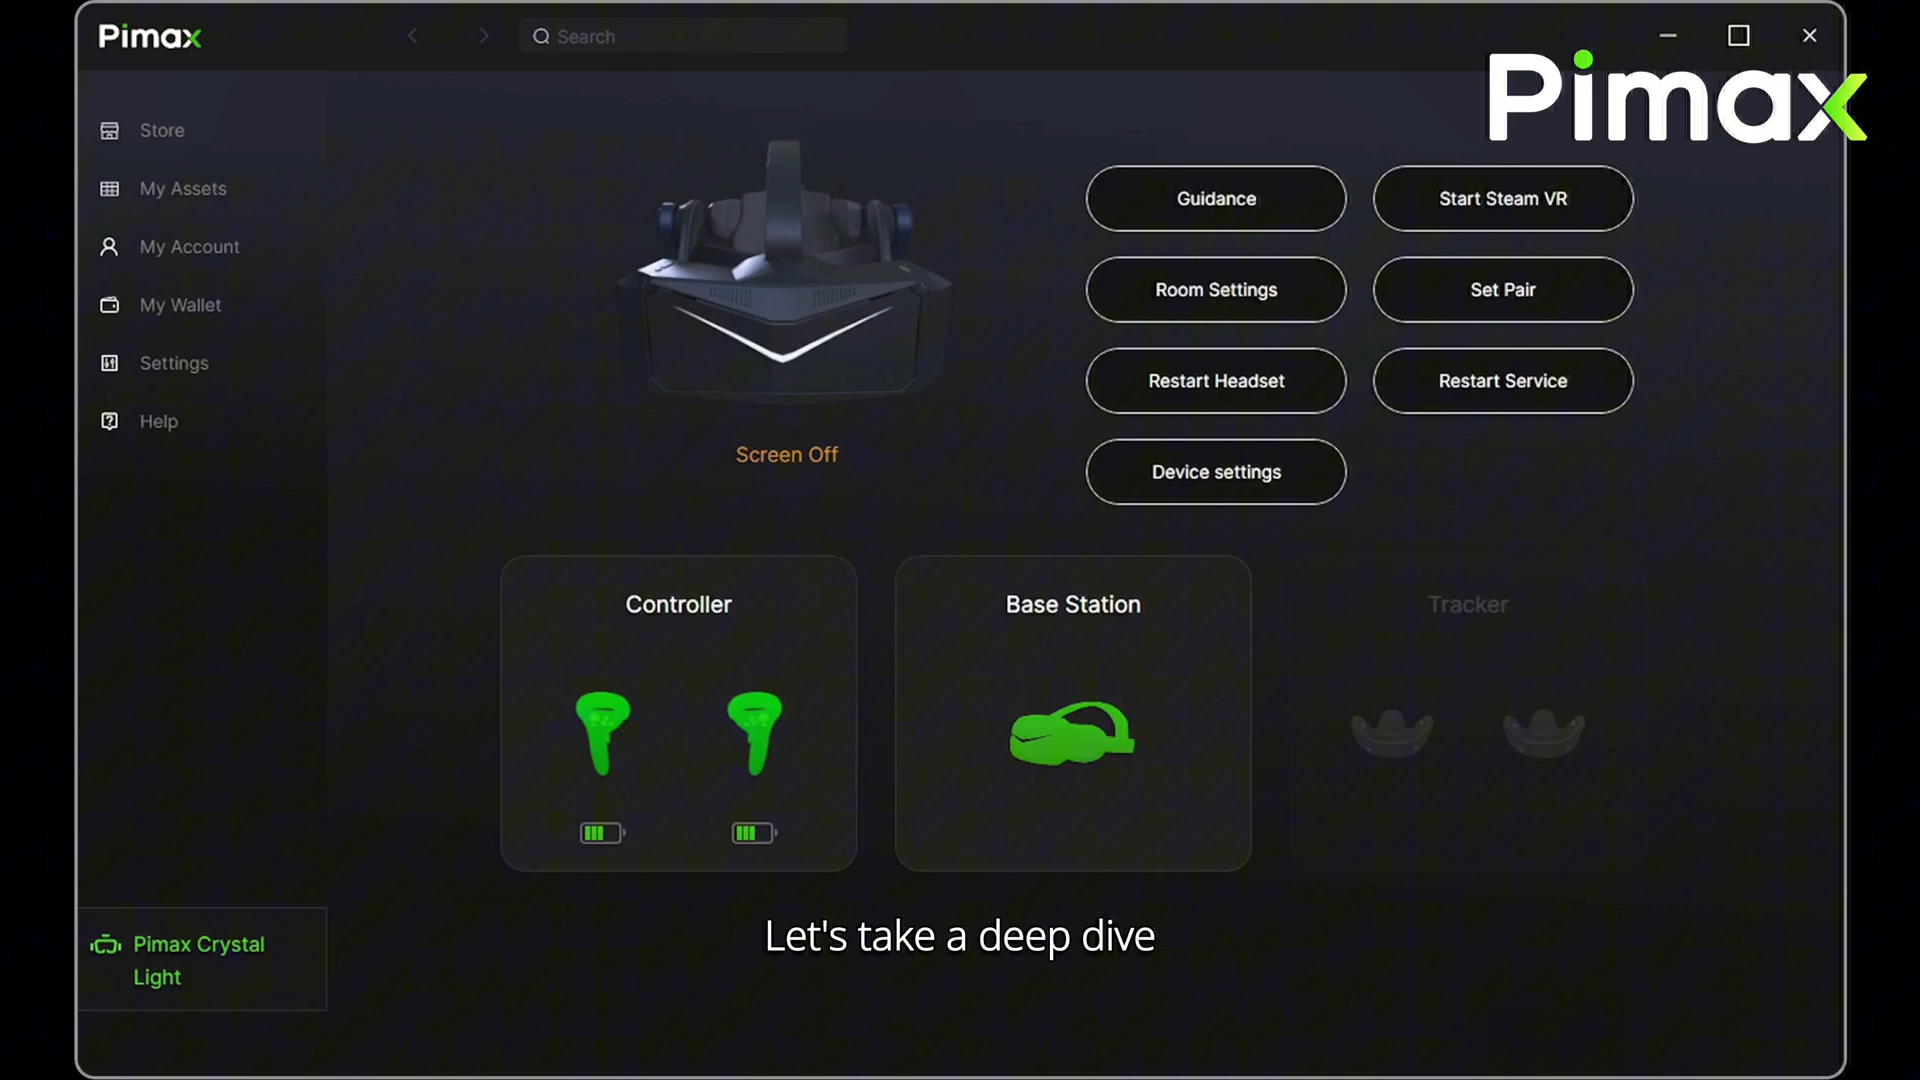 Pimax
Search
Pimax
Store
My Assets
My Account
My Wallet
Settings
Help
Guidance
Start Steam VR
Room Settings
Set Pair
Restart Headset
Restart Service
Device settings
Screen Off
Controller
Base Station
Tracker
Pimax Crystal
Light
Let's take a deep dive